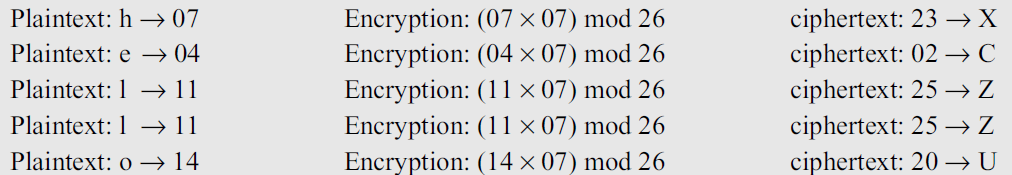 Plaintext: h → 07 Encryption: (07 × 07) mod 26 ciphertext: 23 → X
Plaintext: e → 04 Encryption: (04 × 07) mod 26 ciphertext: 02 → C
Plaintext: l → 11 Encryption: (11 × 07) mod 26 ciphertext: 25 → Z
Plaintext: l → 11 Encryption: (11 × 07) mod 26 ciphertext: 25 → Z
Plaintext: o → 14 Encryption: (14 × 07) mod 26 ciphertext: 20 → U